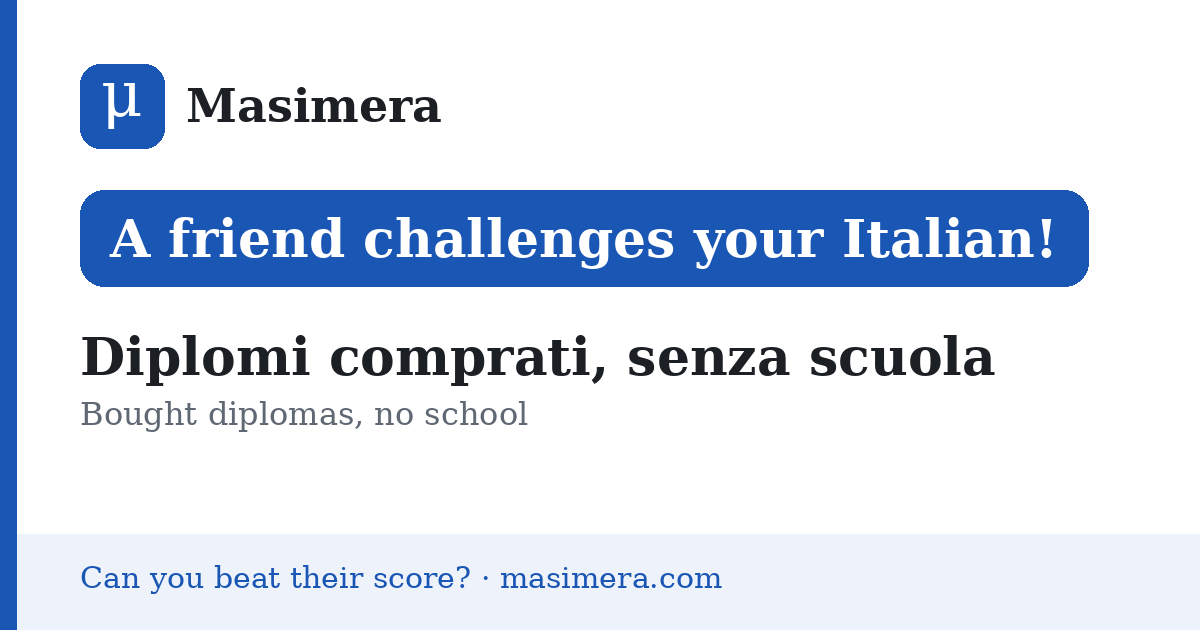 μ Masimera
A friend challenges your Italian!
Diplomi comprati, senza scuola
Bought diplomas, no school
Can you beat their score? · masimera.com